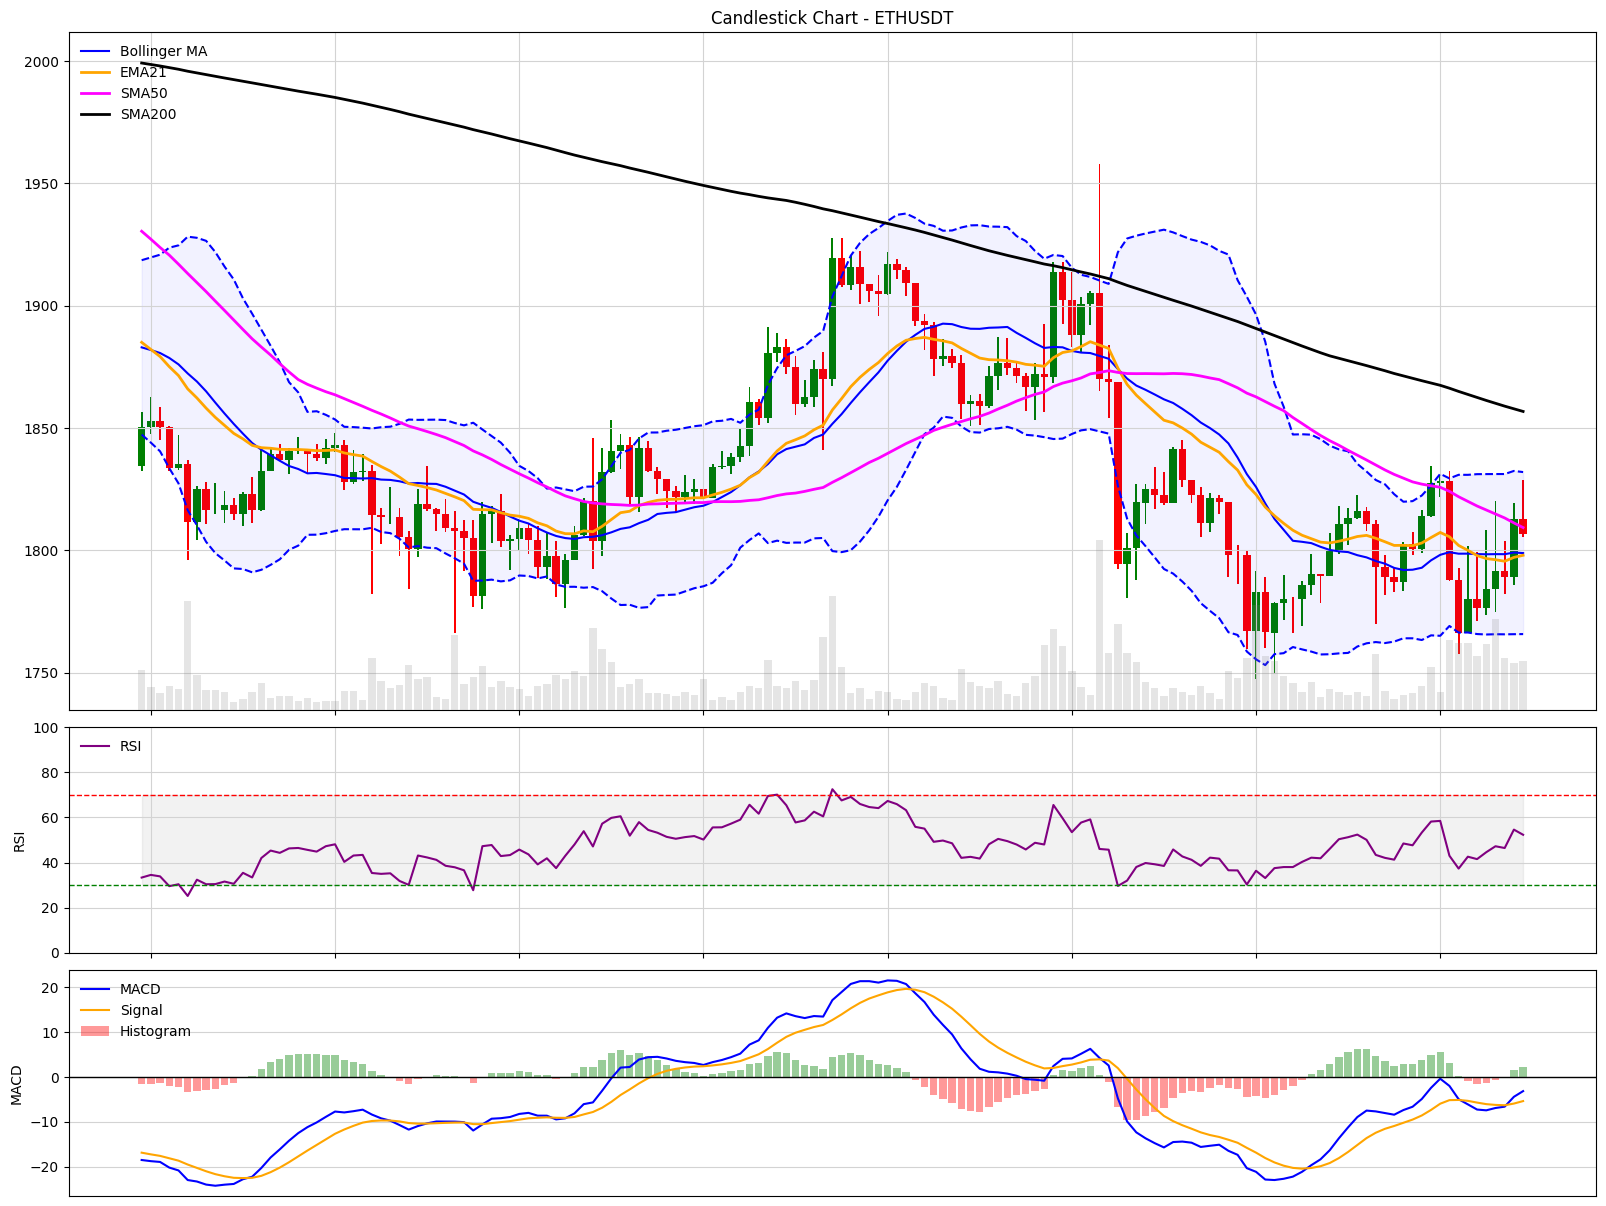 Candlestick Chart - ETHUSDT
Bollinger MA
EMA21
SMA50
SMA200
2000
1950
1900
1850
1800
1750
RSI
100
80
60
40
20
0
RSI
MACD
Signal
Histogram
20
10
0
−10
−20
MACD